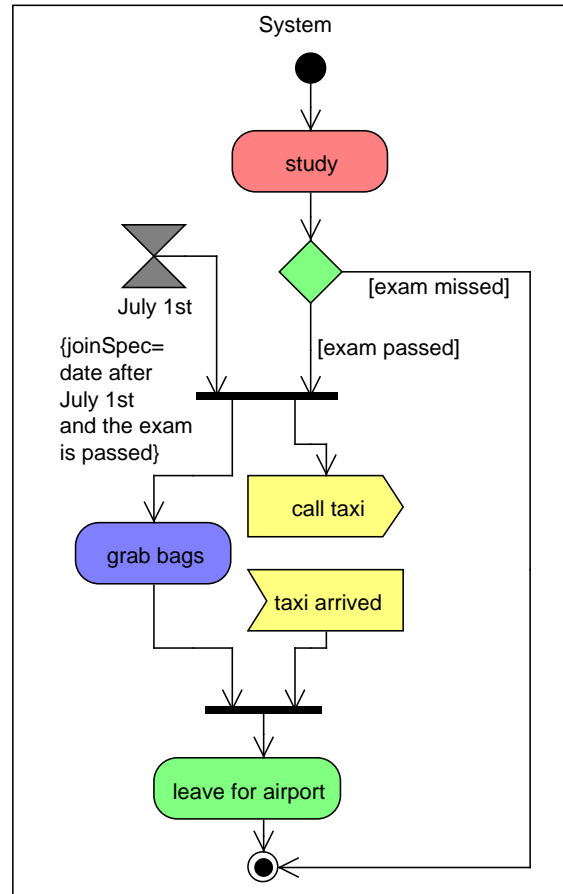 System
study
[exam missed]
July 1st
[exam passed]
{joinSpec=
date after
July 1st
and the exam
is passed}
call taxi
grab bags
taxi arrived
leave for airport